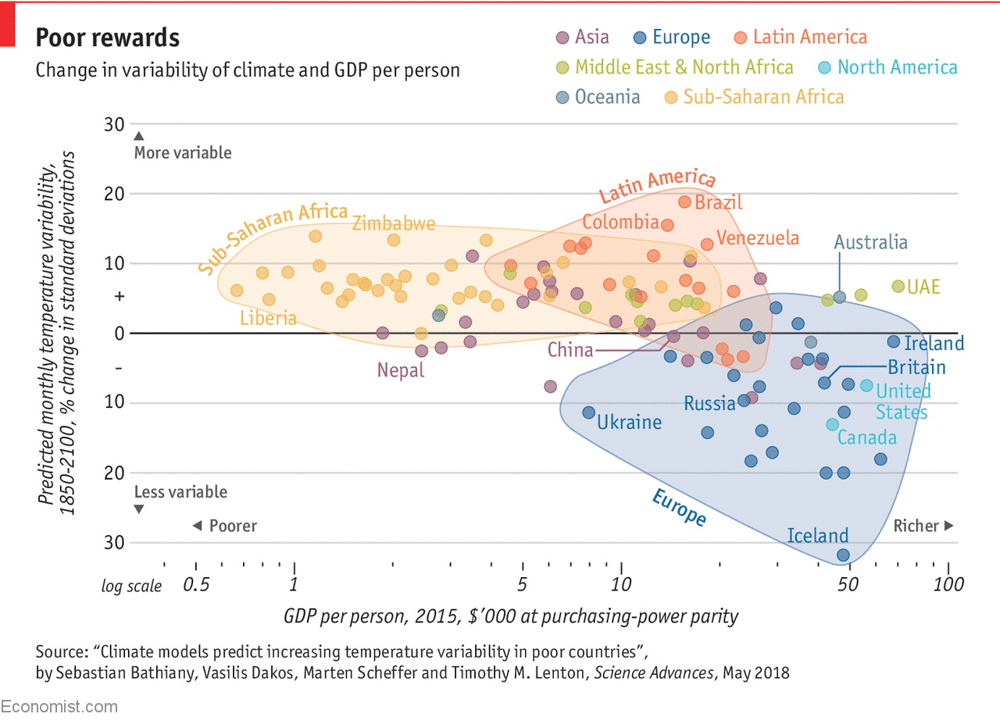 Poor rewards
Change in variability of climate and GDP per person
Asia
Europe
Latin America
Middle East & North Africa
North America
Oceania
Sub-Saharan Africa
Predicted monthly temperature variability,
1850-2100, % change in standard deviations
30
20
10
+
0
–
10
20
30
More variable
Less variable
Poorer
Richer
Sub-Saharan Africa
Zimbabwe
Liberia
Latin America
Brazil
Colombia
Venezuela
Australia
UAE
China
Nepal
Ireland
Britain
United
States
Russia
Ukraine
Canada
Europe
Iceland
log scale
0.5
1
5
10
50
100
GDP per person, 2015, $’000 at purchasing-power parity
Source: “Climate models predict increasing temperature variability in poor countries”,
by Sebastian Bathiany, Vasilis Dakos, Marten Scheffer and Timothy M. Lenton, Science Advances, May 2018
Economist.com